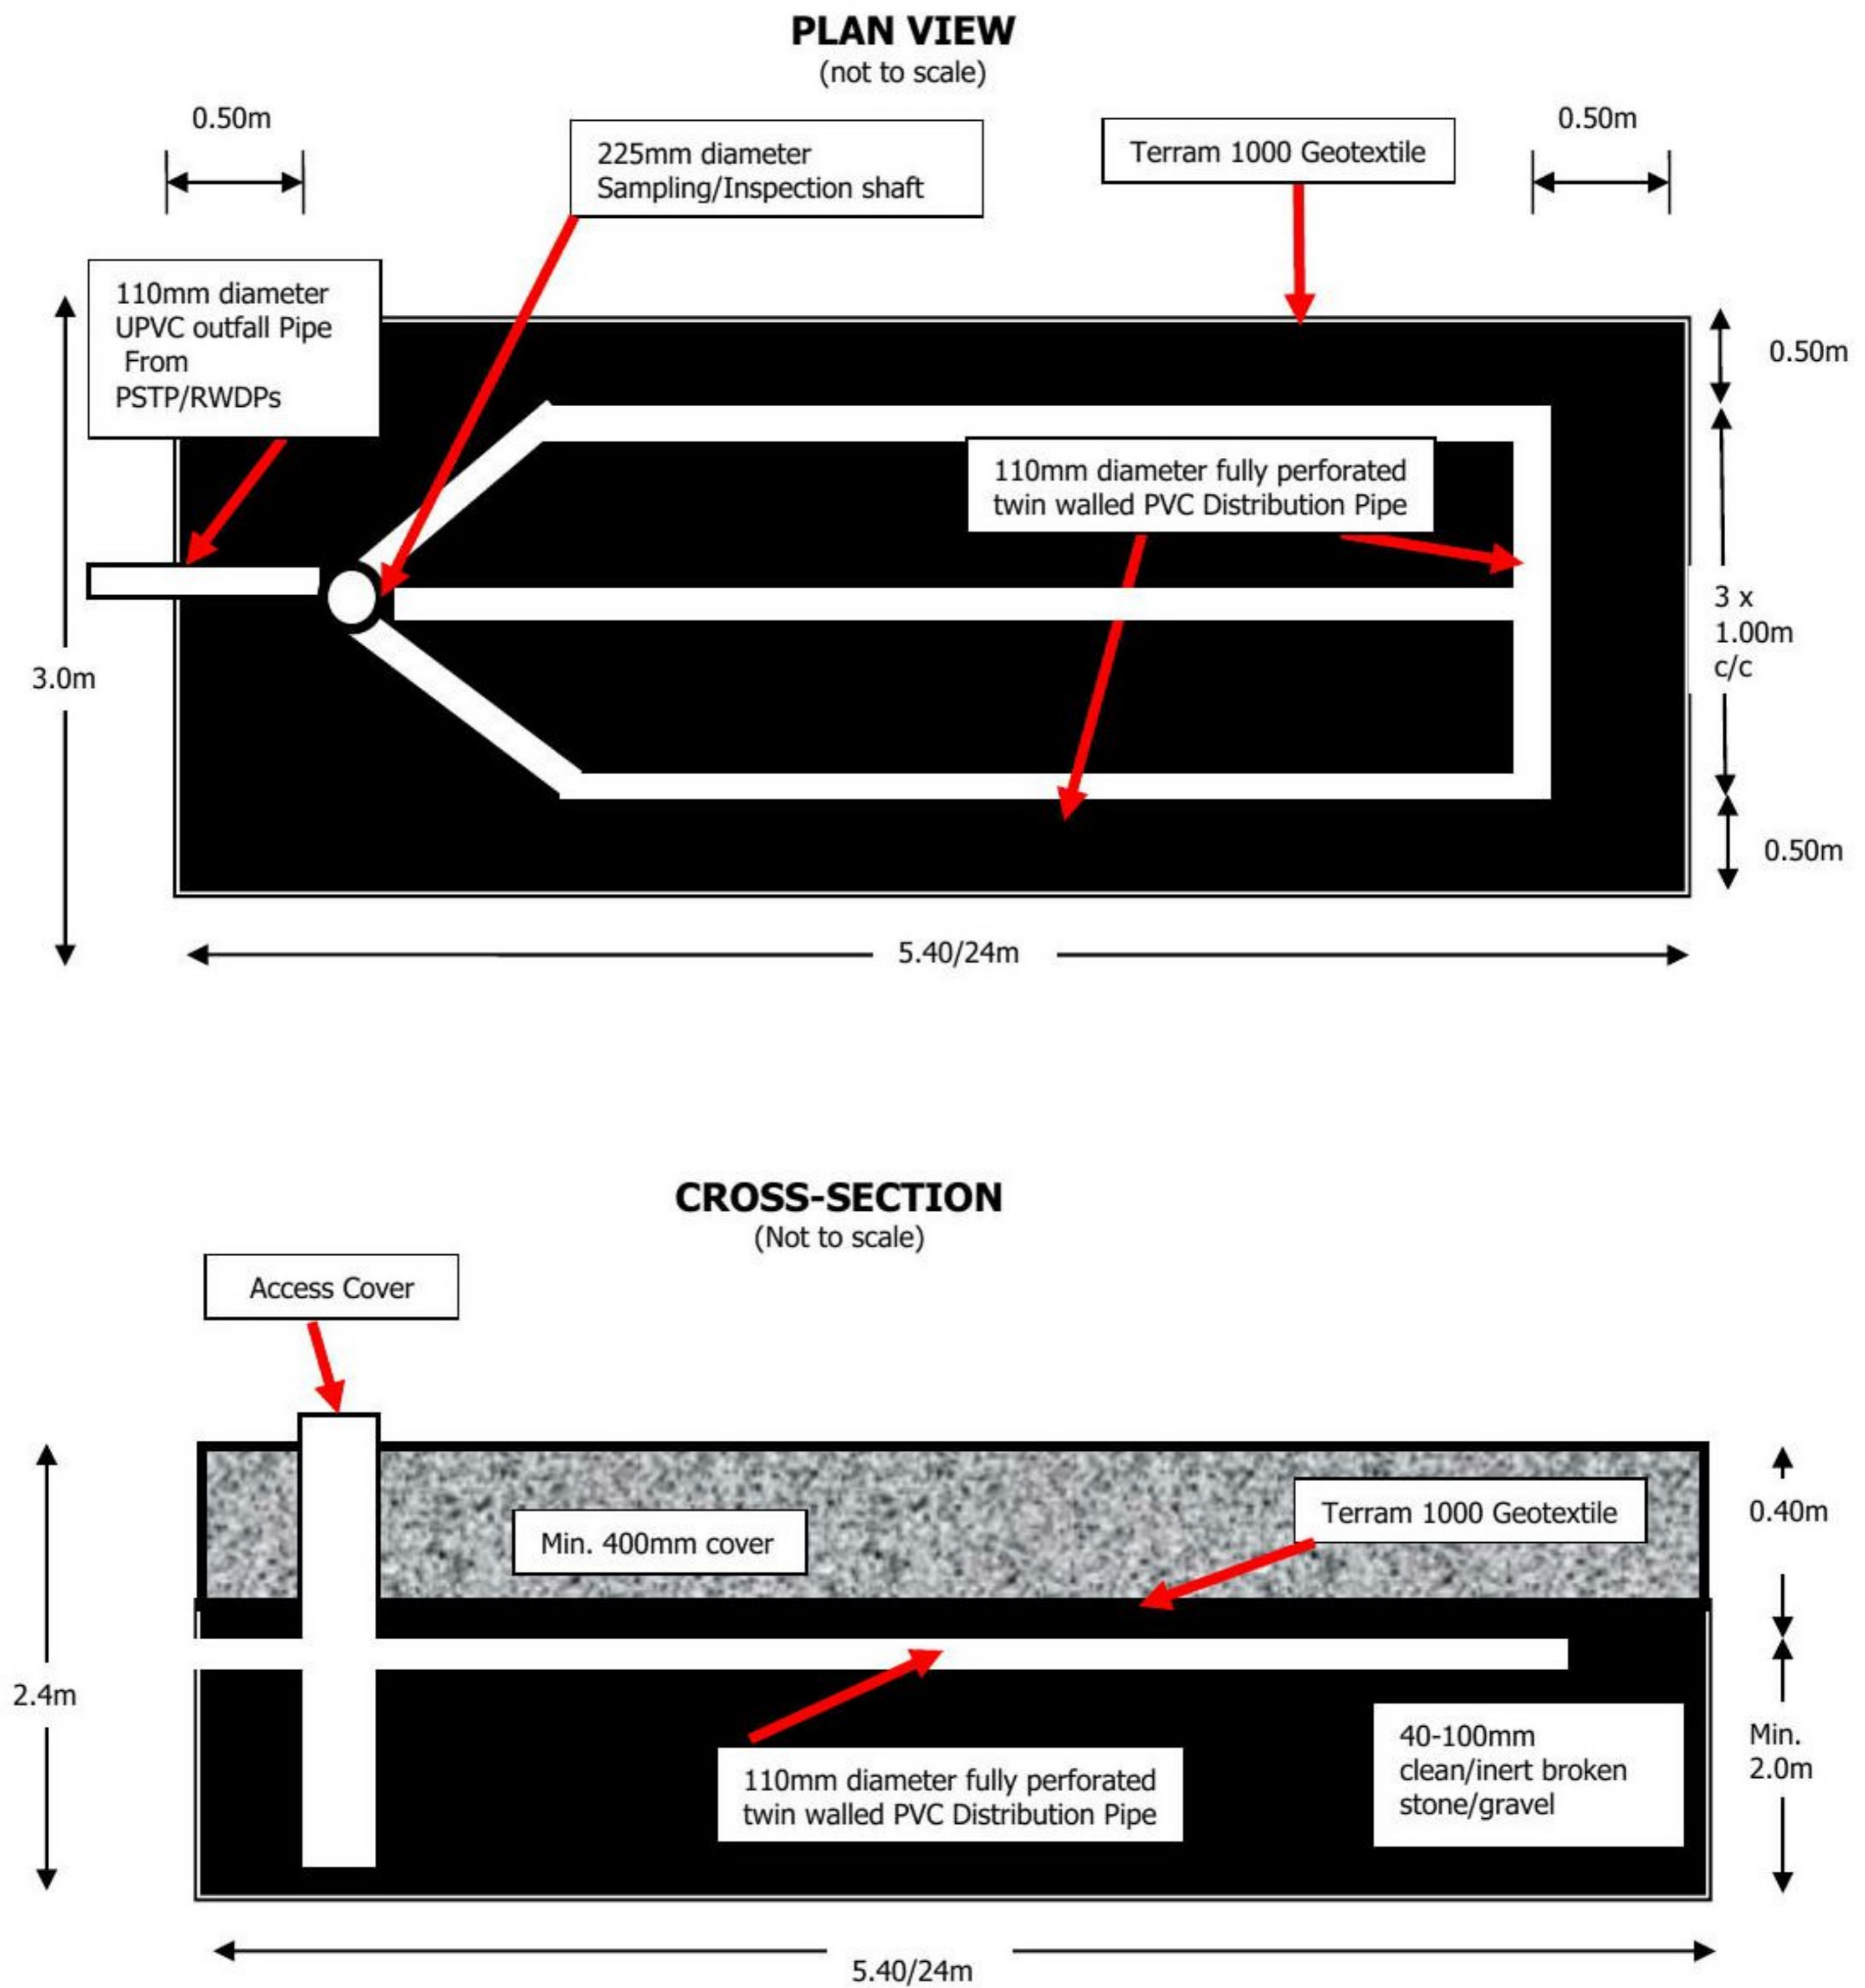 PLAN VIEW
(not to scale)
0.50m
0.50m
225mm diameter
Sampling/Inspection shaft
Terram 1000 Geotextile
110mm diameter
UPVC outfall Pipe
From
PSTP/RWDPs
0.50m
110mm diameter fully perforated
twin walled PVC Distribution Pipe
3 x
1.00m
c/c
3.0m
0.50m
5.40/24m
CROSS-SECTION
(Not to scale)
Access Cover
Terram 1000 Geotextile
0.40m
Min. 400mm cover
2.4m
40-100mm
clean/inert broken
stone/gravel
Min.
2.0m
110mm diameter fully perforated
twin walled PVC Distribution Pipe
5.40/24m